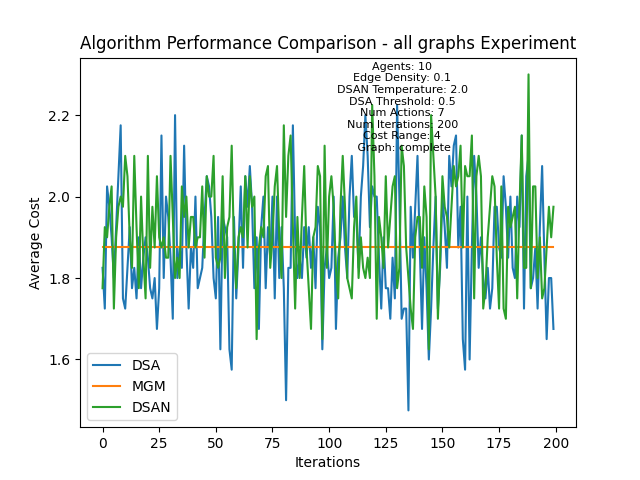 Algorithm Performance Comparison - all graphs Experiment
Agents: 10
Edge Density: 0.1
DSAN Temperature: 2.0
DSA Threshold: 0.5
Num Actions: 7
Num Iterations: 200
Cost Range: 4
Graph: complete
2.2
2.0
1.8
1.6
Average Cost
DSA
MGM
DSAN
0
25
50
75
100
125
150
175
200
Iterations